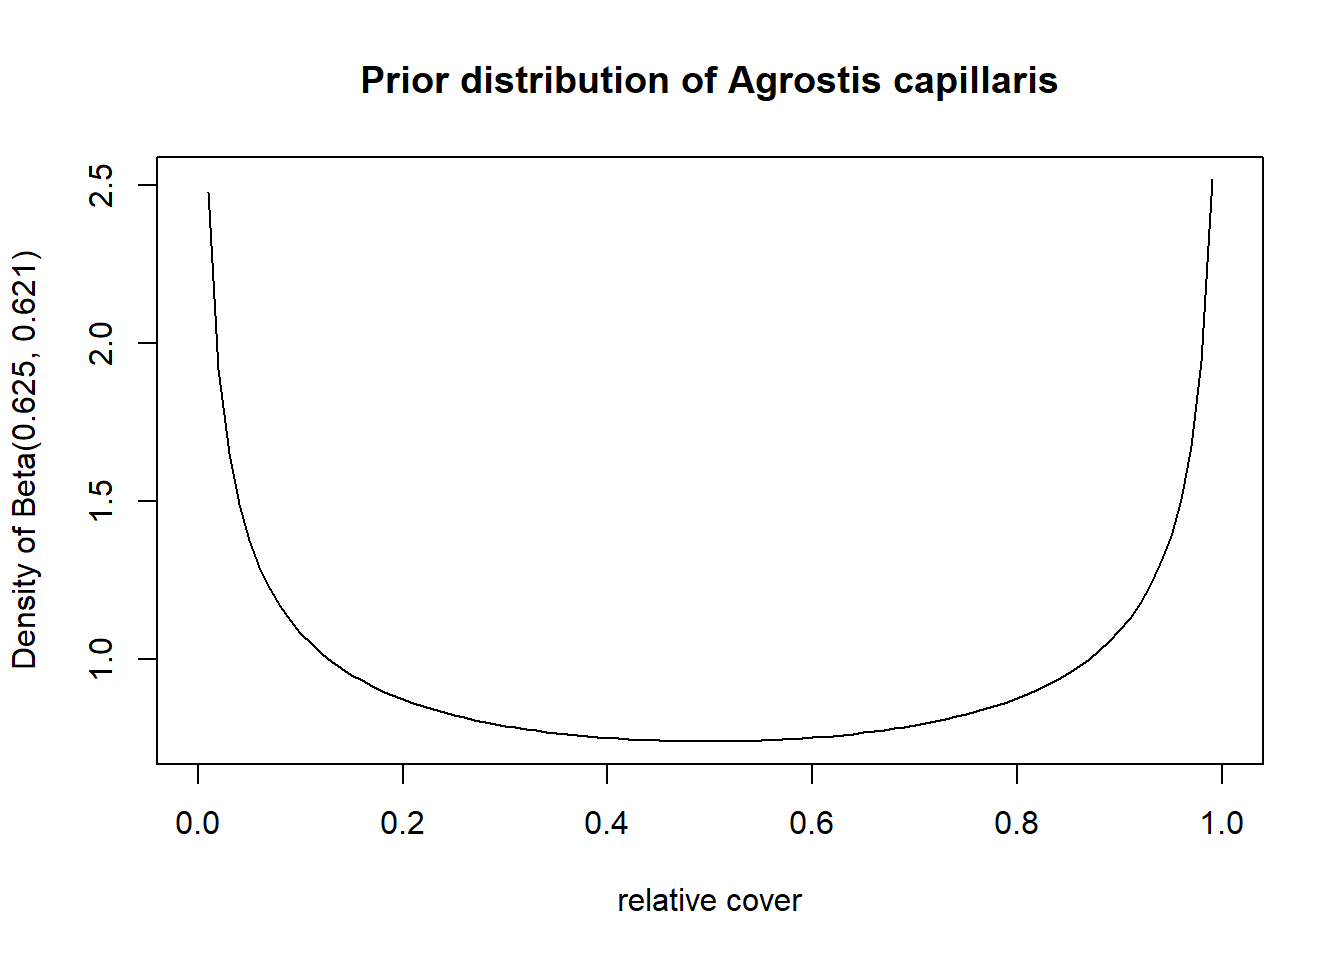 Prior distribution of Agrostis capillaris
Density of Beta(0.625, 0.621)
2.5
2.0
1.5
1.0
0.0 0.2 0.4 0.6 0.8 1.0
relative cover